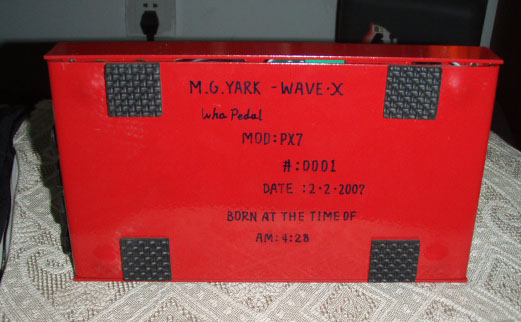 M.G.YARK - WAVE·X
Wha Pedal
MOD:PX7
#:0001
DATE :2-2-2007
BORN AT THE TIME OF
AM:4:28